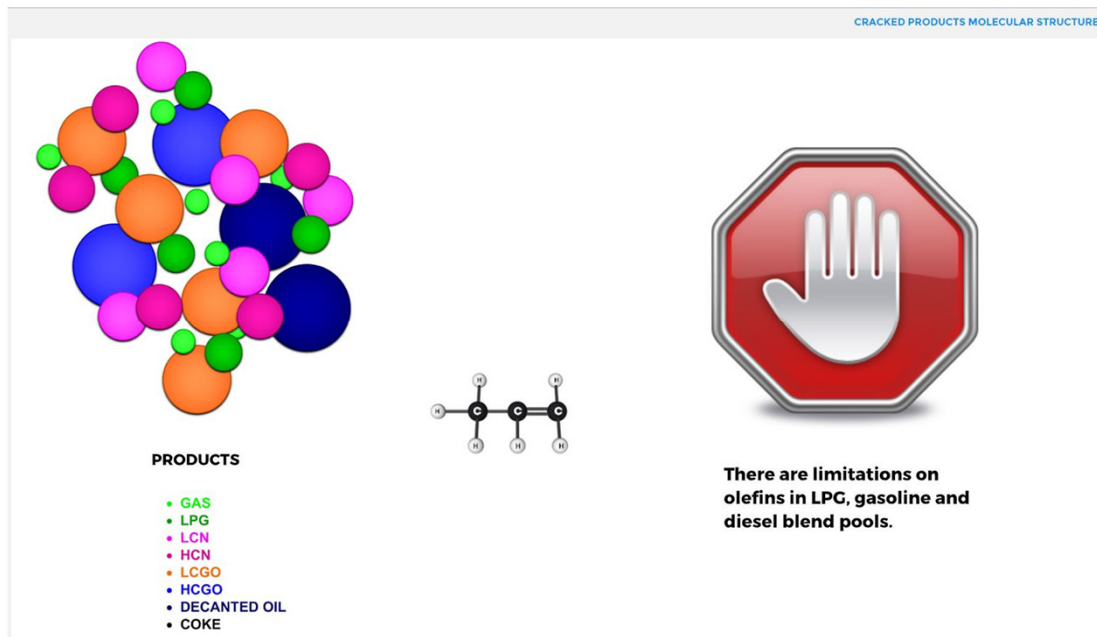 CRACKED PRODUCTS MOLECULAR STRUCTURE
H
H
H
C
C
C
H
H
H
PRODUCTS
GAS
LPG
LCN
HCN
LCGO
HCGO
DECANTED OIL
COKE
There are limitations on
olefins in LPG, gasoline and
diesel blend pools.